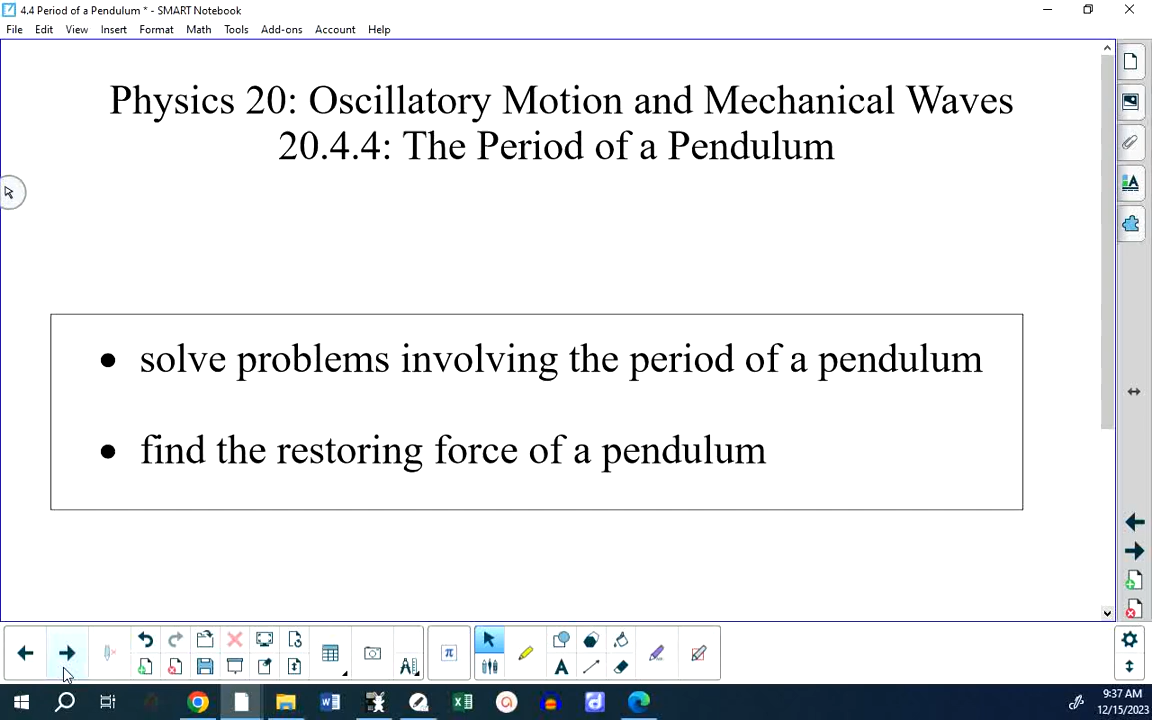 4.4 Period of a Pendulum * - SMART Notebook
File Edit View Insert Format Math Tools Add-ons Account Help
Physics 20: Oscillatory Motion and Mechanical Waves
20.4.4: The Period of a Pendulum
• solve problems involving the period of a pendulum
• find the restoring force of a pendulum
9:37 AM
12/15/2023